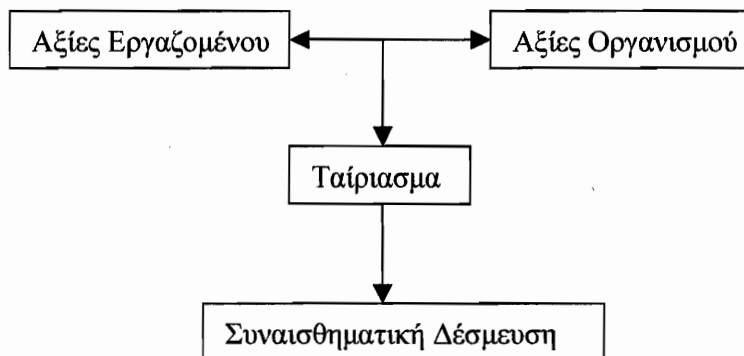 Αξίες Εργαζομένου
Αξίες Οργανισμού
Ταίριασμα
Συναισθηματική Δέσμευση